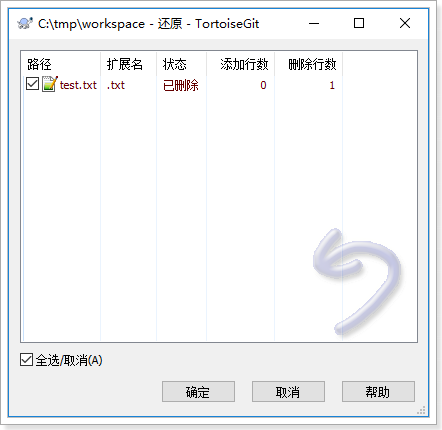 C:\tmp\workspace - 还原 - TortoiseGit
路径 扩展名 状态 添加行数 删除行数
test.txt .txt 已删除 0 1
全选/取消(A)
确定 取消 帮助